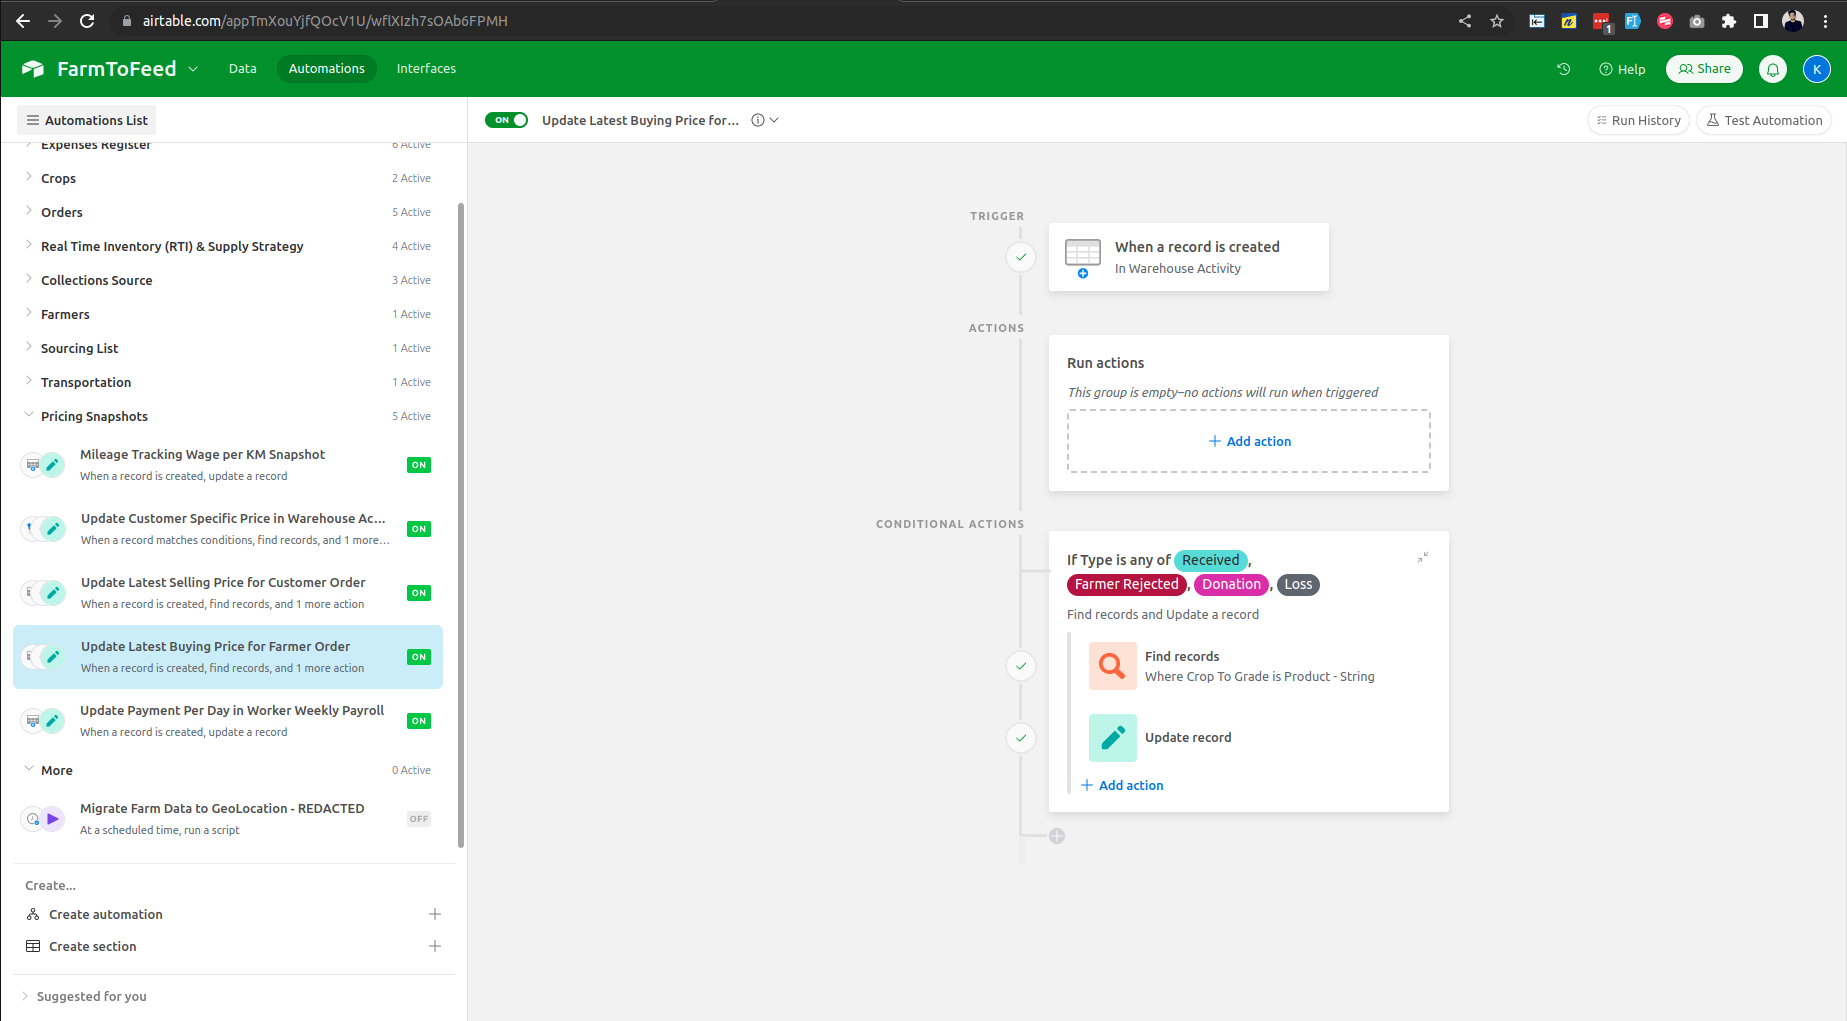 airtable.com/appTmXouYjfQOcV1U/wflXIzh7sOAb6FPMH
1
FarmToFeed
Data
Automations
Interfaces
Help
Share
K
Automations List
ON
Update Latest Buying Price for...
Run History
Test Automation
Expenses Register
6 Active
Crops
2 Active
Orders
5 Active
Real Time Inventory (RTI) & Supply Strategy
4 Active
Collections Source
3 Active
Farmers
1 Active
Sourcing List
1 Active
Transportation
1 Active
Pricing Snapshots
5 Active
Mileage Tracking Wage per KM Snapshot
When a record is created, update a record
ON
Update Customer Specific Price in Warehouse Ac...
When a record matches conditions, find records, and 1 more...
ON
Update Latest Selling Price for Customer Order
When a record is created, find records, and 1 more action
ON
Update Latest Buying Price for Farmer Order
When a record is created, find records, and 1 more action
ON
Update Payment Per Day in Worker Weekly Payroll
When a record is created, update a record
ON
More
0 Active
Migrate Farm Data to GeoLocation - REDACTED
At a scheduled time, run a script
OFF
Create...
Create automation
Create section
Suggested for you
TRIGGER
When a record is created
In Warehouse Activity
ACTIONS
Run actions
This group is empty–no actions will run when triggered
Add action
CONDITIONAL ACTIONS
If Type is any of Received,
Farmer Rejected, Donation, Loss
Find records and Update a record
Find records
Where Crop To Grade is Product - String
Update record
Add action